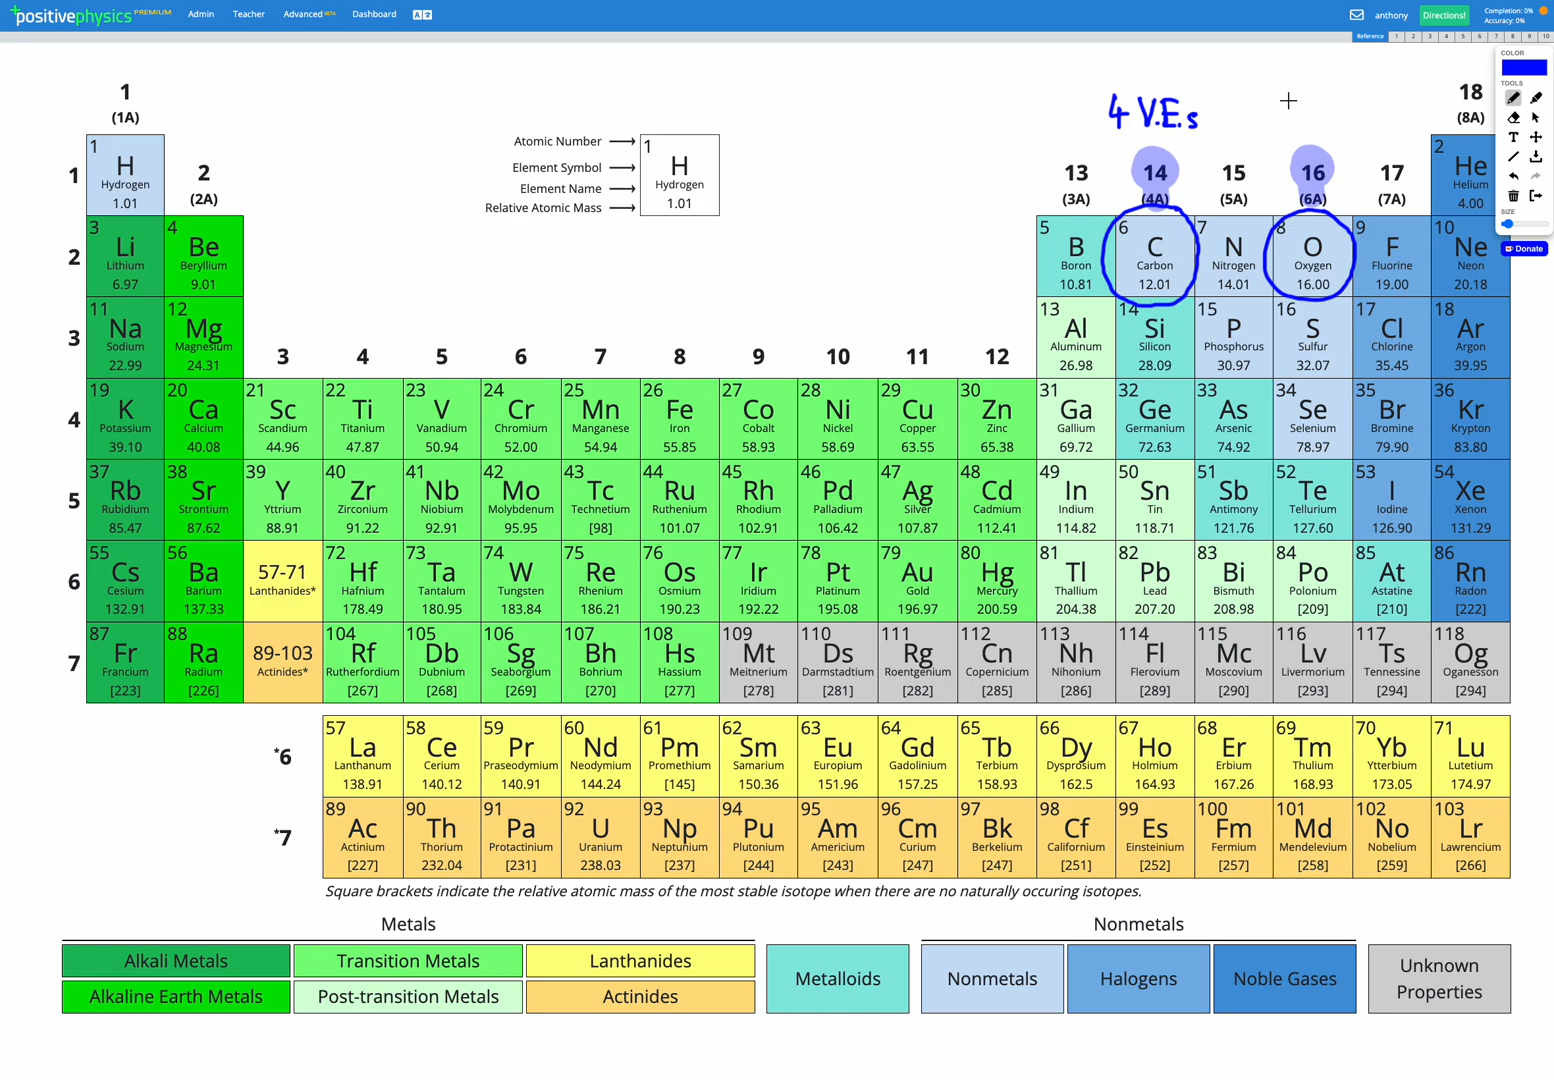 +positivephysics PREMIUM Admin Teacher Advanced BETA Dashboard A anthony Directions! Completion: 0% Accuracy: 0%
Reference 1 2 3 4 5 6 7 8 9 10
COLOR
TOOLS
T
SIZE
Donate
4 V.E.s
1 (1A) 18 (8A)
Atomic Number → 1
Element Symbol → H
Element Name → Hydrogen
Relative Atomic Mass → 1.01
2 (2A) 13 (3A) 14 (4A) 15 (5A) 16 (6A) 17 (7A)
1
1 H Hydrogen 1.01
2 He Helium 4.00
2
3 Li Lithium 6.97
4 Be Beryllium 9.01
5 B Boron 10.81
6 C Carbon 12.01
7 N Nitrogen 14.01
8 O Oxygen 16.00
9 F Fluorine 19.00
10 Ne Neon 20.18
3
11 Na Sodium 22.99
12 Mg Magnesium 24.31
3 4 5 6 7 8 9 10 11 12
13 Al Aluminum 26.98
14 Si Silicon 28.09
15 P Phosphorus 30.97
16 S Sulfur 32.07
17 Cl Chlorine 35.45
18 Ar Argon 39.95
4
19 K Potassium 39.10
20 Ca Calcium 40.08
21 Sc Scandium 44.96
22 Ti Titanium 47.87
23 V Vanadium 50.94
24 Cr Chromium 52.00
25 Mn Manganese 54.94
26 Fe Iron 55.85
27 Co Cobalt 58.93
28 Ni Nickel 58.69
29 Cu Copper 63.55
30 Zn Zinc 65.38
31 Ga Gallium 69.72
32 Ge Germanium 72.63
33 As Arsenic 74.92
34 Se Selenium 78.97
35 Br Bromine 79.90
36 Kr Krypton 83.80
5
37 Rb Rubidium 85.47
38 Sr Strontium 87.62
39 Y Yttrium 88.91
40 Zr Zirconium 91.22
41 Nb Niobium 92.91
42 Mo Molybdenum 95.95
43 Tc Technetium [98]
44 Ru Ruthenium 101.07
45 Rh Rhodium 102.91
46 Pd Palladium 106.42
47 Ag Silver 107.87
48 Cd Cadmium 112.41
49 In Indium 114.82
50 Sn Tin 118.71
51 Sb Antimony 121.76
52 Te Tellurium 127.60
53 I Iodine 126.90
54 Xe Xenon 131.29
6
55 Cs Cesium 132.91
56 Ba Barium 137.33
57-71 Lanthanides*
72 Hf Hafnium 178.49
73 Ta Tantalum 180.95
74 W Tungsten 183.84
75 Re Rhenium 186.21
76 Os Osmium 190.23
77 Ir Iridium 192.22
78 Pt Platinum 195.08
79 Au Gold 196.97
80 Hg Mercury 200.59
81 Tl Thallium 204.38
82 Pb Lead 207.20
83 Bi Bismuth 208.98
84 Po Polonium [209]
85 At Astatine [210]
86 Rn Radon [222]
7
87 Fr Francium [223]
88 Ra Radium [226]
89-103 Actinides*
104 Rf Rutherfordium [267]
105 Db Dubnium [268]
106 Sg Seaborgium [269]
107 Bh Bohrium [270]
108 Hs Hassium [277]
109 Mt Meitnerium [278]
110 Ds Darmstadtium [281]
111 Rg Roentgenium [282]
112 Cn Copernicium [285]
113 Nh Nihonium [286]
114 Fl Flerovium [289]
115 Mc Moscovium [290]
116 Lv Livermorium [293]
117 Ts Tennessine [294]
118 Og Oganesson [294]
*6
57 La Lanthanum 138.91
58 Ce Cerium 140.12
59 Pr Praseodymium 140.91
60 Nd Neodymium 144.24
61 Pm Promethium [145]
62 Sm Samarium 150.36
63 Eu Europium 151.96
64 Gd Gadolinium 157.25
65 Tb Terbium 158.93
66 Dy Dysprosium 162.5
67 Ho Holmium 164.93
68 Er Erbium 167.26
69 Tm Thulium 168.93
70 Yb Ytterbium 173.05
71 Lu Lutetium 174.97
*7
89 Ac Actinium [227]
90 Th Thorium 232.04
91 Pa Protactinium [231]
92 U Uranium 238.03
93 Np Neptunium [237]
94 Pu Plutonium [244]
95 Am Americium [243]
96 Cm Curium [247]
97 Bk Berkelium [247]
98 Cf Californium [251]
99 Es Einsteinium [252]
100 Fm Fermium [257]
101 Md Mendelevium [258]
102 No Nobelium [259]
103 Lr Lawrencium [266]
Square brackets indicate the relative atomic mass of the most stable isotope when there are no naturally occuring isotopes.
Metals Nonmetals
Alkali Metals Transition Metals Lanthanides
Alkaline Earth Metals Post-transition Metals Actinides
Metalloids Nonmetals Halogens Noble Gases
Unknown
Properties